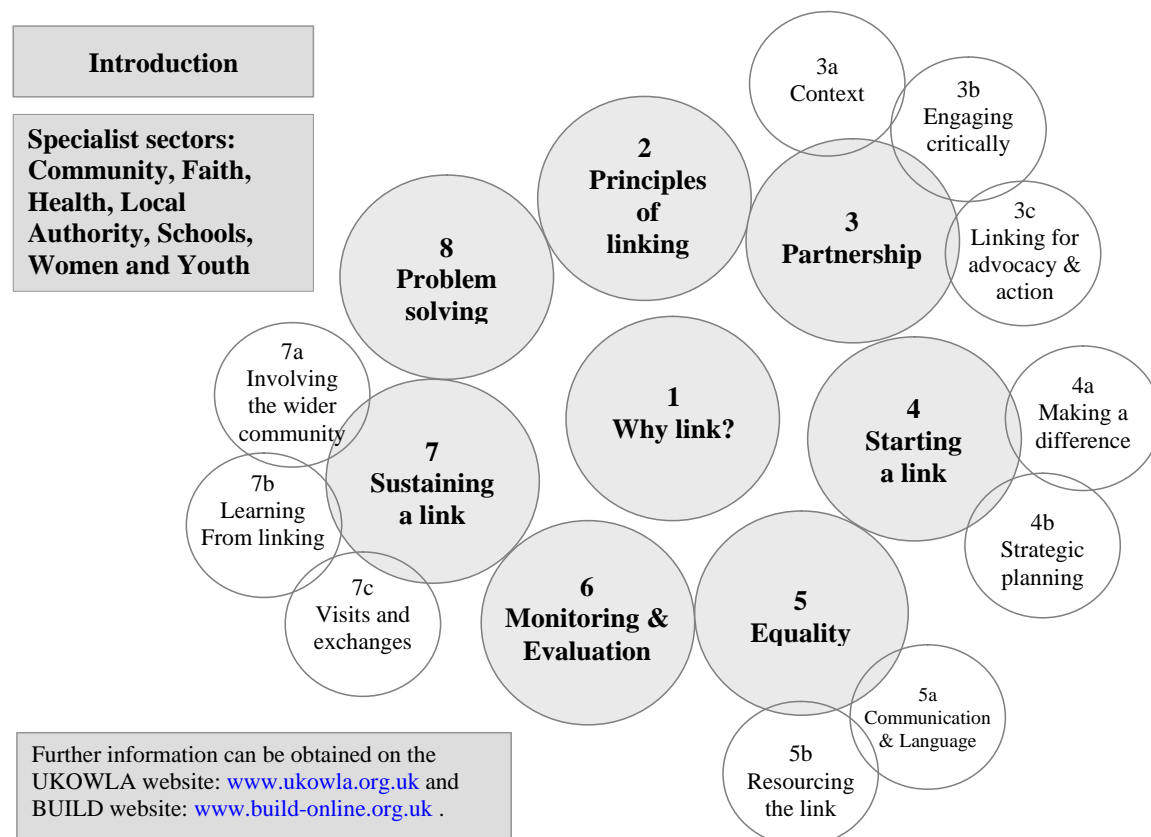 Introduction
Specialist sectors:
Community, Faith,
Health, Local
Authority, Schools,
Women and Youth
1
Why link?
2
Principles
of
linking
3
Partnership
3a
Context
3b
Engaging
critically
3c
Linking for
advocacy &
action
4
Starting
a link
4a
Making a
difference
4b
Strategic
planning
5
Equality
5a
Communication
& Language
5b
Resourcing
the link
6
Monitoring &
Evaluation
7
Sustaining
a link
7a
Involving
the wider
community
7b
Learning
From linking
7c
Visits and
exchanges
8
Problem
solving
Further information can be obtained on the
UKOWLA website: www.ukowla.org.uk and
BUILD website: www.build-online.org.uk .